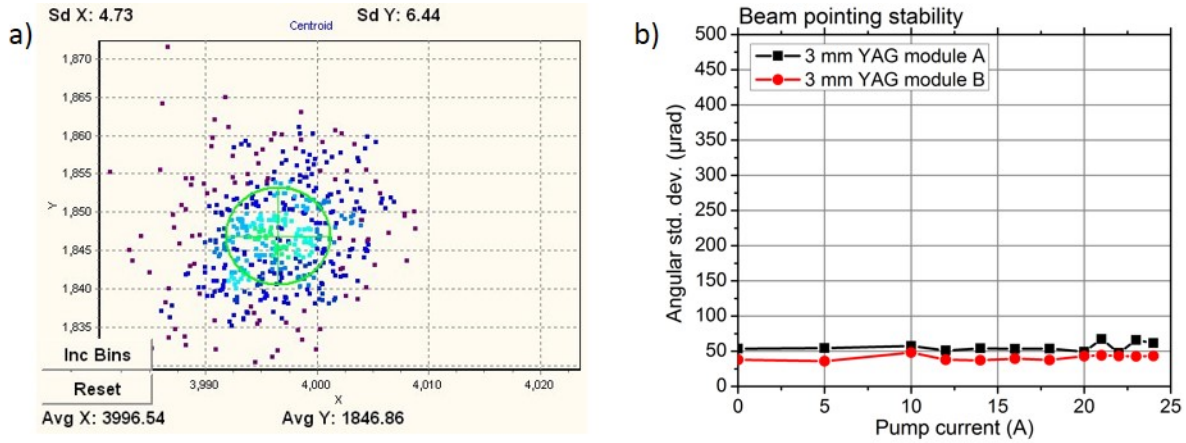 a)
Sd X: 4.73 Sd Y: 6.44
Centroid
Y
1,870
1,865
1,860
1,855
1,850
1,845
1,840
1,835
Inc Bins
Reset
3,990 4,000 4,010 4,020
X
Avg X: 3996.54 Avg Y: 1846.86
b)
Beam pointing stability
Angular std. dev. (µrad)
500
450
400
350
300
250
200
150
100
50
0
3 mm YAG module A
3 mm YAG module B
0 5 10 15 20 25
Pump current (A)